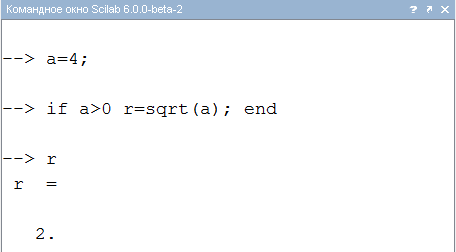 Командное окно Scilab 6.0.0-beta-2
--> a=4;
--> if a>0 r=sqrt(a); end
--> r
r =
2.